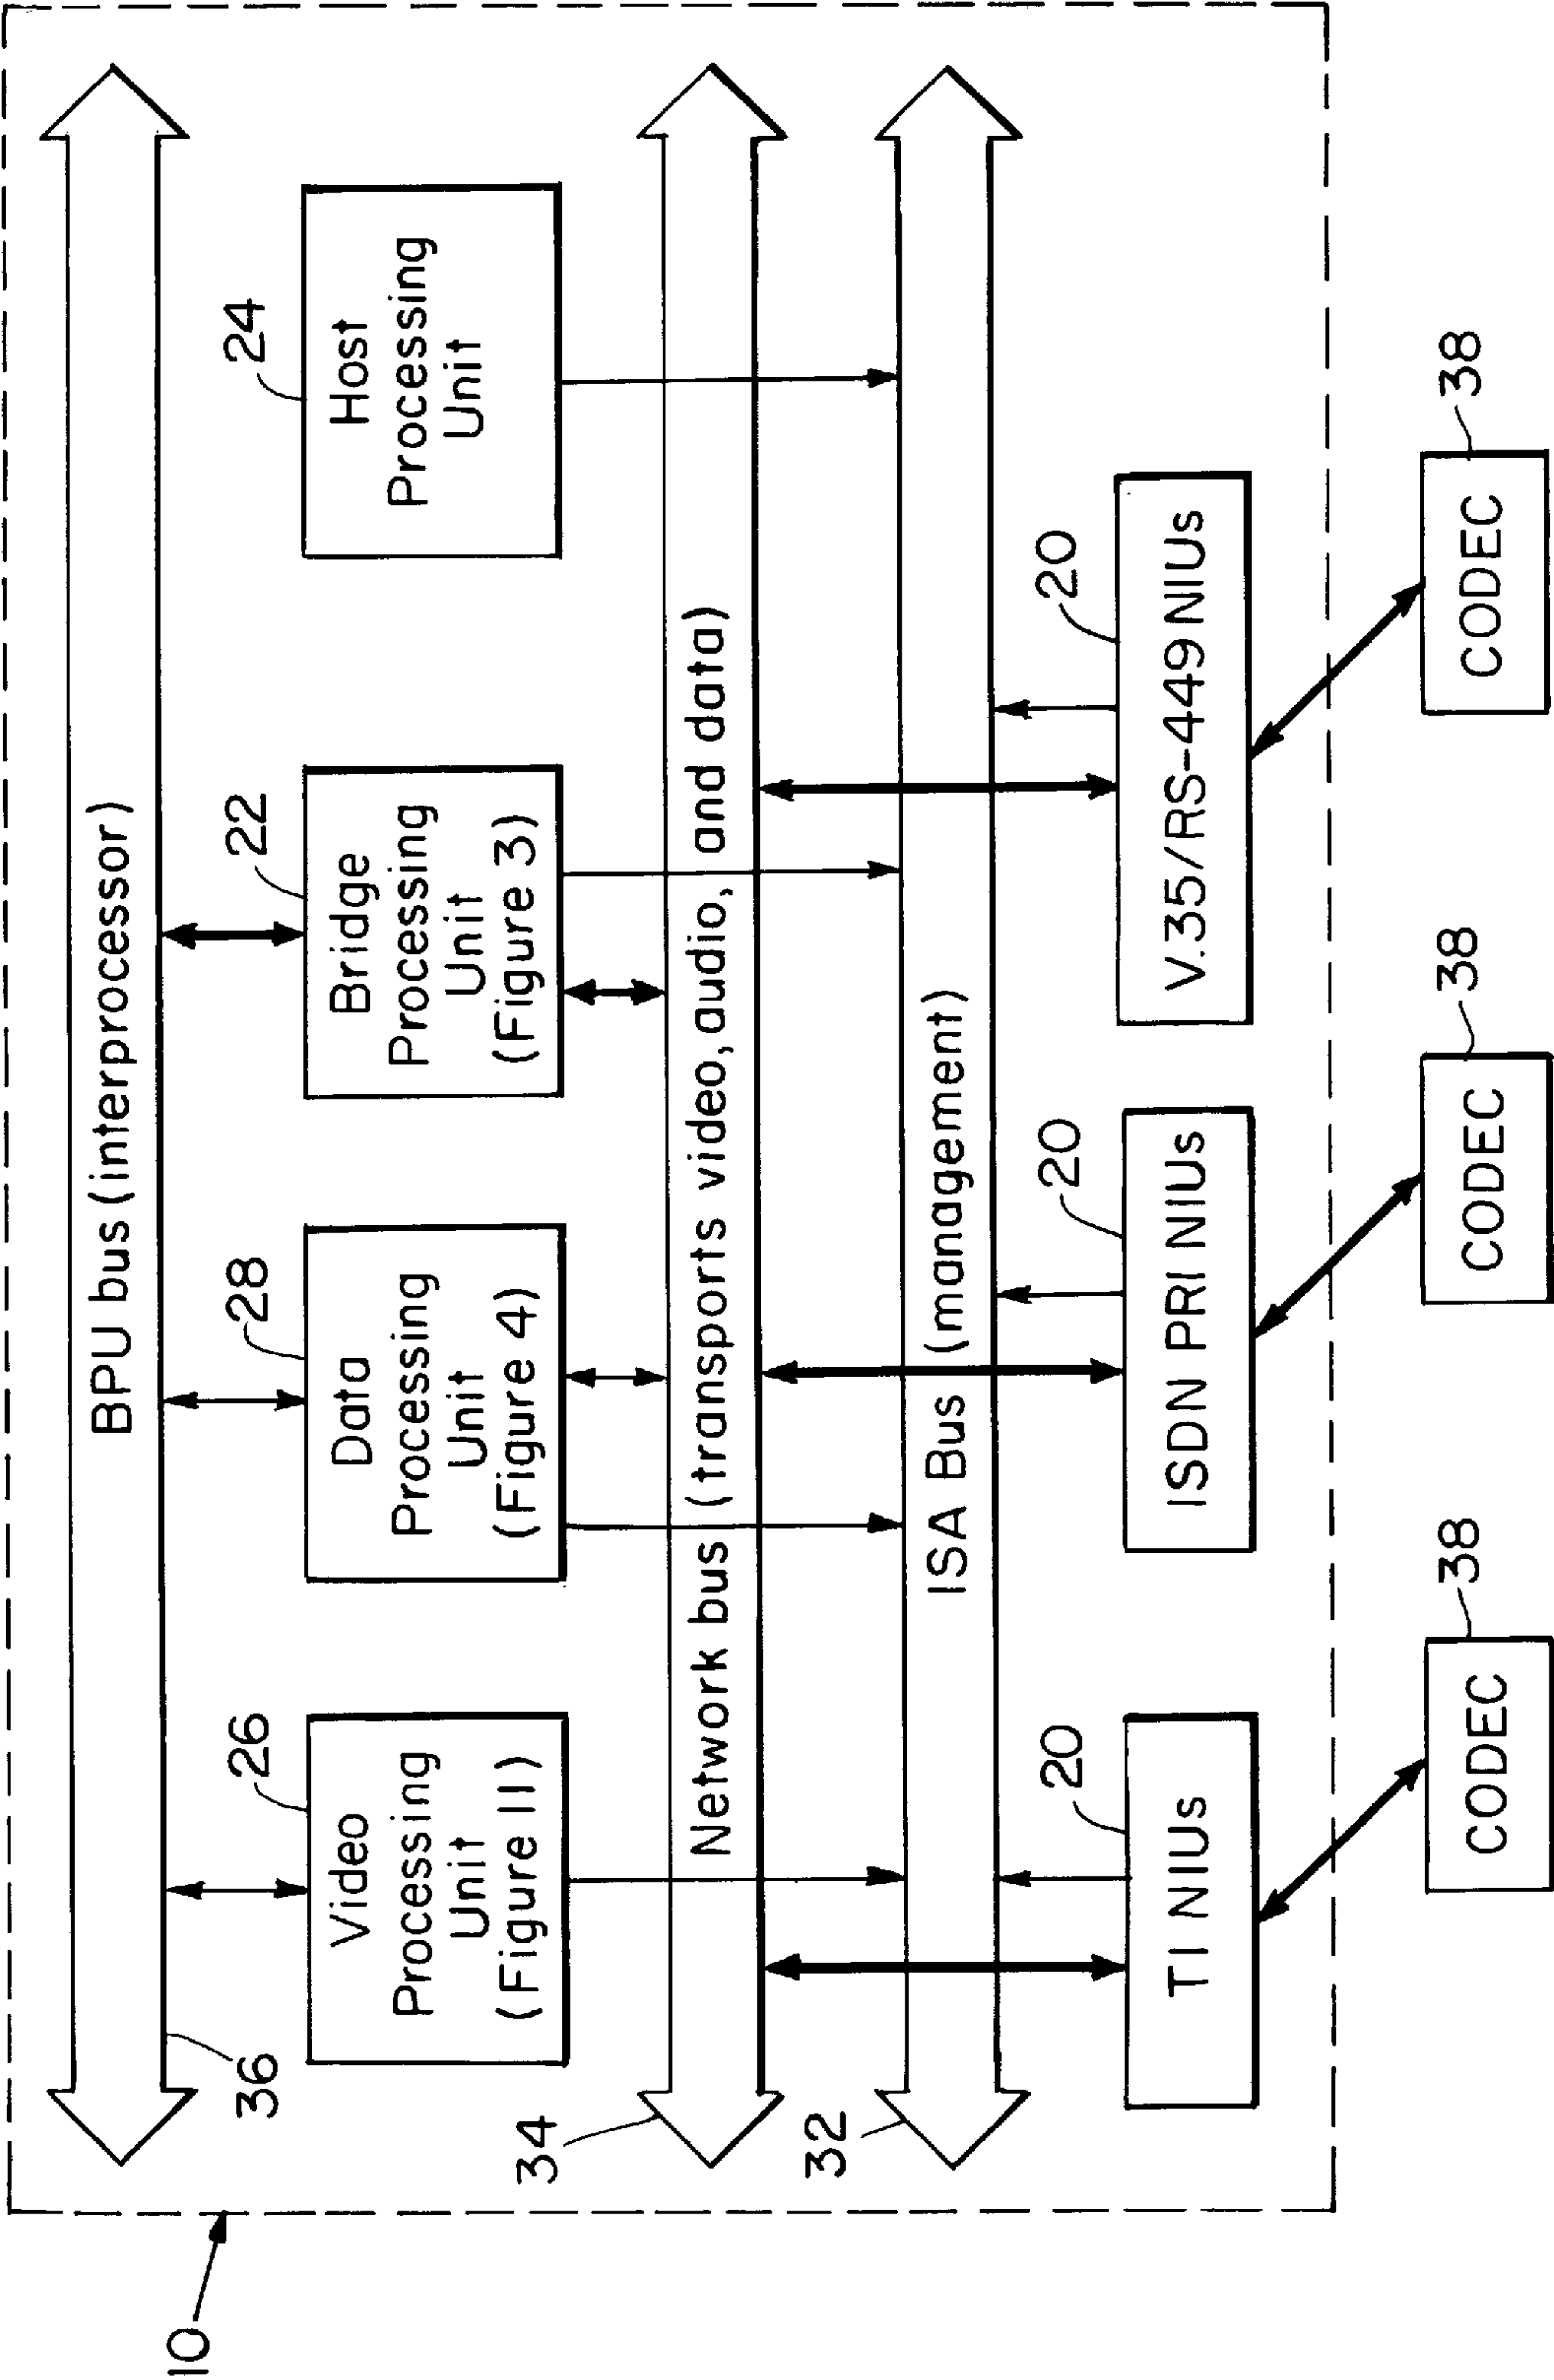 10
BPU bus (interprocessor)
36
26
28
22
24
Video
Processing
Unit
(Figure 11)
Data
Processing
Unit
(Figure 4)
Bridge
Processing
Unit
(Figure 3)
Host
Processing
Unit
34
Network bus (transports video, audio, and data)
32
ISA Bus (management)
20
20
20
T1 NIUs
ISDN PRI NIUs
V.35/RS-449 NIUs
38
38
38
CODEC
CODEC
CODEC